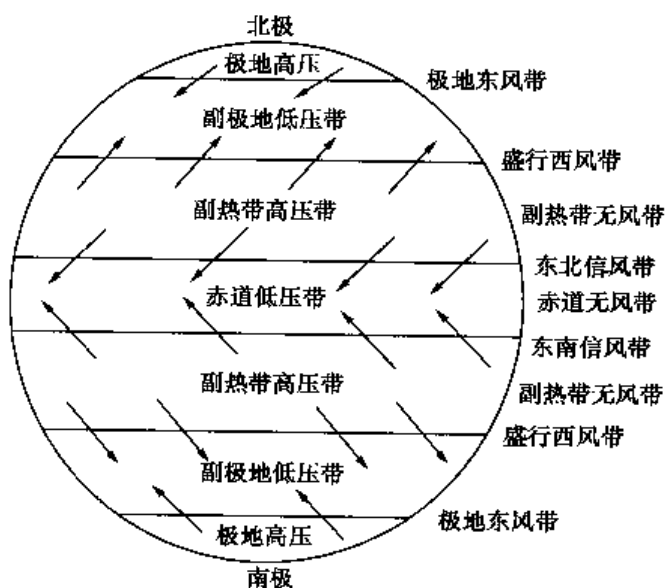 北极
极地高压
极地东风带
副极地低压带
盛行西风带
副热带高压带
副热带无风带
东北信风带
赤道低压带
赤道无风带
东南信风带
副热带高压带
副热带无风带
盛行西风带
副极地低压带
极地东风带
极地高压
南极